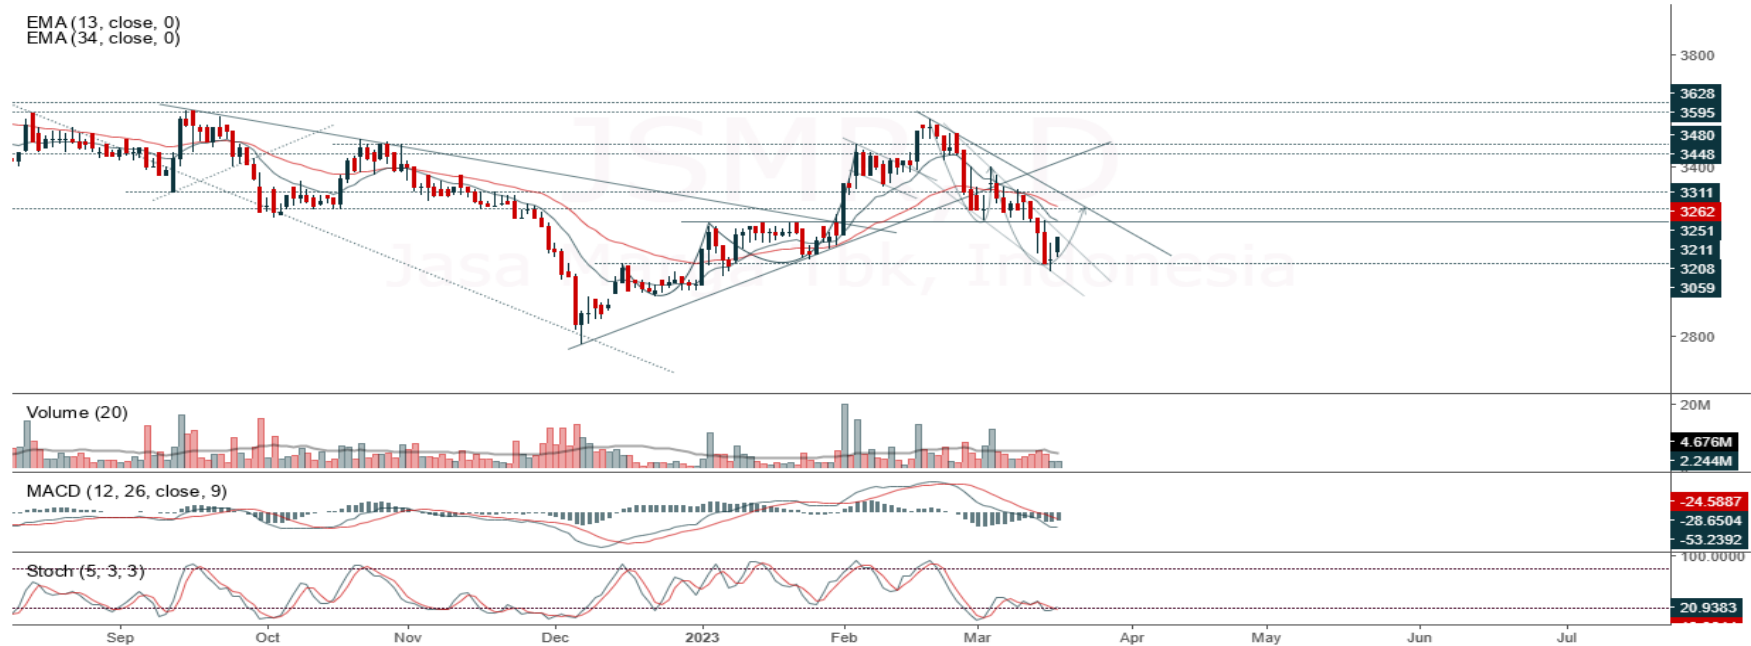 EMA (13, close, 0)
EMA (34, close, 0)
3800
3628
3595
3480
3448
3400
3311
3262
3251
3211
3208
3059
2800
Jasa
Tbk, Indonesia
Volume (20)
20M
4.676M
2.244M
MACD (12, 26, close, 9)
-24.5887
-28.6504
-53.2392
100.0000
Stoch (5, 3, 3)
20.9383
Sep Oct Nov Dec 2023 Feb Mar Apr May Jun Jul